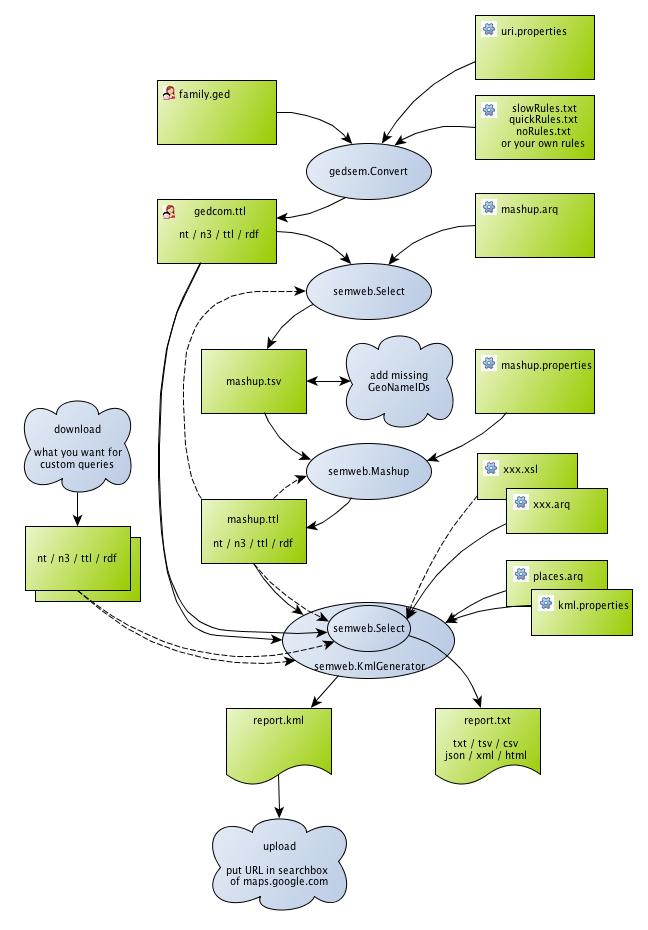 uri.properties
family.ged
slowRules.txt
quickRules.txt
noRules.txt
or your own rules
gedsem.Convert
gedcom.ttl
nt / n3 / ttl / rdf
mashup.arq
semweb.Select
mashup.tsv
add missing
GeoNameIDs
mashup.properties
download
what you want for
custom queries
semweb.Mashup
xxx.xsl
xxx.arq
mashup.ttl
nt / n3 / ttl / rdf
nt / n3 / ttl / rdf
places.arq
kml.properties
semweb.Select
semweb.KmlGenerator
report.kml
report.txt
txt / tsv / csv
json / xml / html
upload
put URL in searchbox
of maps.google.com